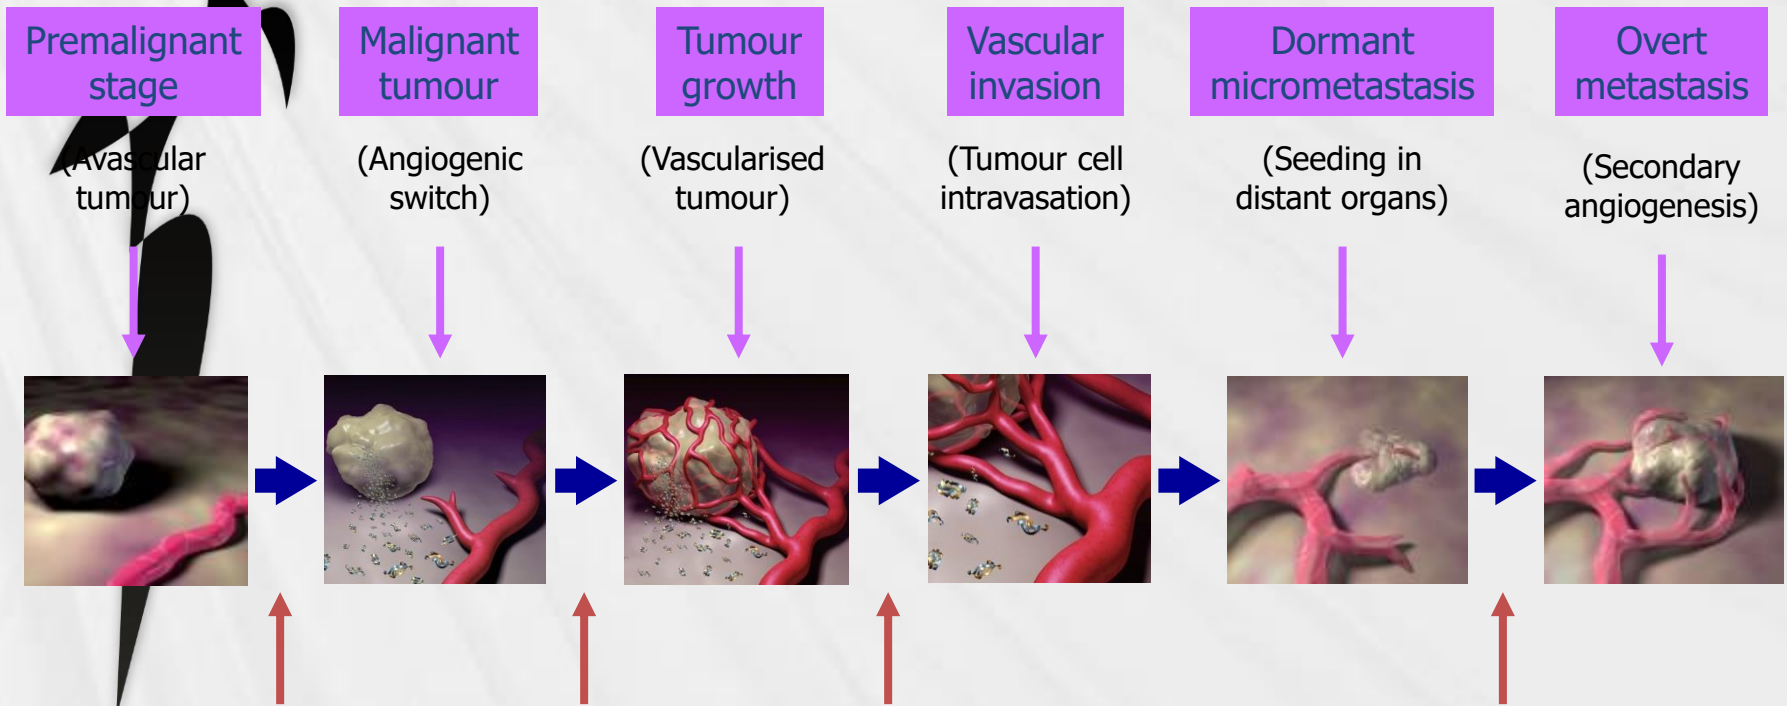 Premalignant
stage
Malignant
tumour
Tumour
growth
Vascular
invasion
Dormant
micrometastasis
Overt
metastasis
(Avascular
tumour)
(Angiogenic
switch)
(Vascularised
tumour)
(Tumour cell
intravasation)
(Seeding in
distant organs)
(Secondary
angiogenesis)